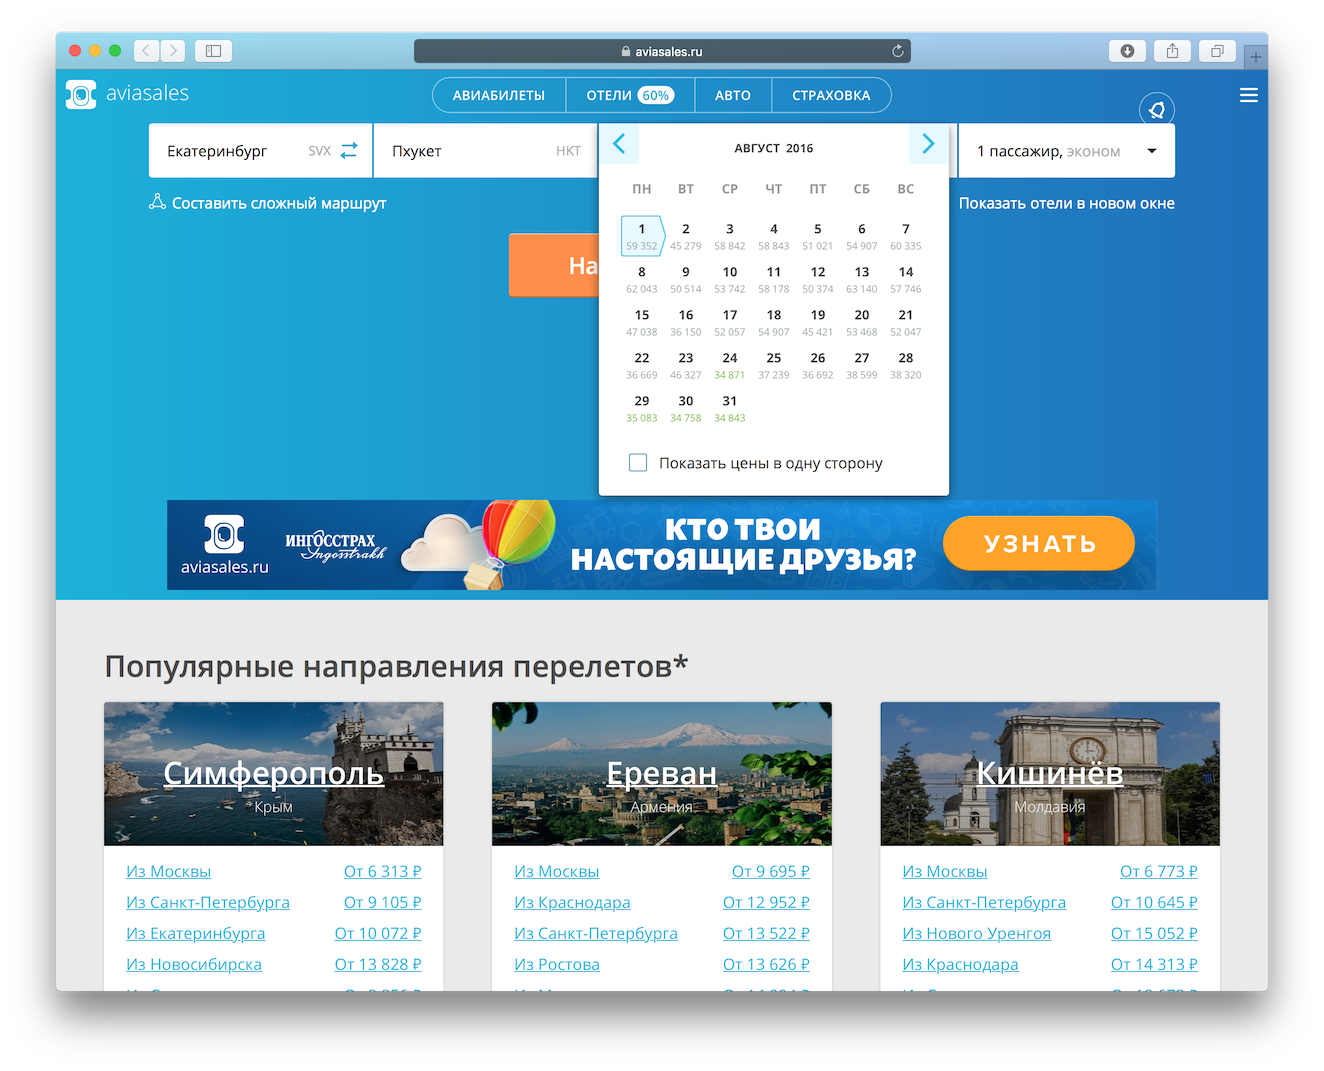 aviasales.ru
aviasales
АВИАБИЛЕТЫ
ОТЕЛИ 60%
АВТО
СТРАХОВКА
Екатеринбург SVX
Пхукет HKT
АВГУСТ 2016
1 пассажир, эконом
ПН ВТ СР ЧТ ПТ СБ ВС
Составить сложный маршрут
Показать отели в новом окне
1 2 3 4 5 6 7
59 352 45 279 58 842 58 843 51 021 54 907 60 335
На
8 9 10 11 12 13 14
62 043 50 514 53 742 58 178 50 374 63 140 57 746
15 16 17 18 19 20 21
47 038 36 150 52 057 54 907 45 421 53 468 52 047
22 23 24 25 26 27 28
36 669 46 327 34 871 37 239 36 692 38 599 38 320
29 30 31
35 083 34 758 34 843
Показать цены в одну сторону
aviasales.ru
ИНГОССТРАХ
Ingosstrakh
КТО ТВОИ
НАСТОЯЩИЕ ДРУЗЬЯ?
УЗНАТЬ
Популярные направления перелетов*
Симферополь
Крым
Из Москвы От 6 313 ₽
Из Санкт-Петербурга От 9 105 ₽
Из Екатеринбурга От 10 072 ₽
Из Новосибирска От 13 828 ₽
Ереван
Армения
Из Москвы От 9 695 ₽
Из Краснодара От 12 952 ₽
Из Санкт-Петербурга От 13 522 ₽
Из Ростова От 13 626 ₽
Кишинёв
Молдавия
Из Москвы От 6 773 ₽
Из Санкт-Петербурга От 10 645 ₽
Из Нового Уренгоя От 15 052 ₽
Из Краснодара От 14 313 ₽